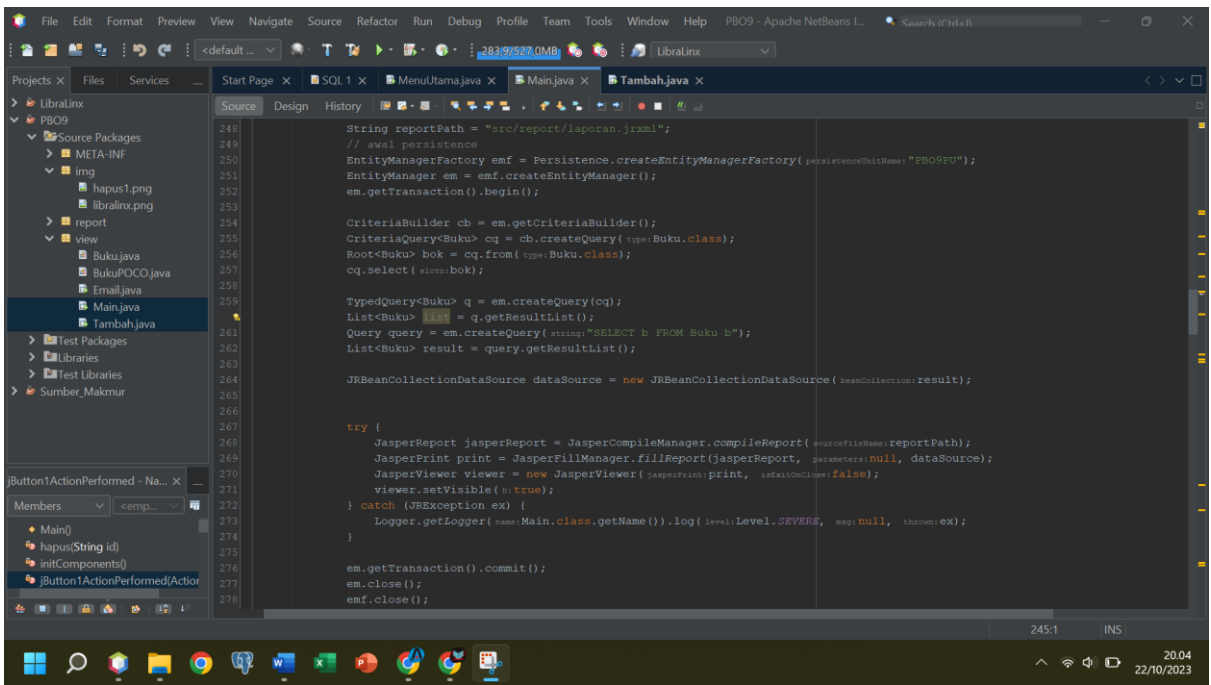 File Edit Format Preview View Navigate Source Refactor Run Debug Profile Team Tools Window Help PBO9 - Apache NetBeans I... Search (Ctrl+I)
<default ... 283,9/527,0MB LibraLinx
Projects Files Services
Start Page SQL 1 MenuUtama.java Main.java Tambah.java
Source Design History
LibraLinx
PBO9
Source Packages
META-INF
img
hapus1.png
libralinx.png
report
view
Buku.java
BukuPOCO.java
Email.java
Main.java
Tambah.java
Test Packages
Libraries
Test Libraries
Sumber_Makmur
248 String reportPath = "src/report/laporan.jrxml";
249 // awal persistence
250 EntityManagerFactory emf = Persistence.createEntityManagerFactory( persistenceUnitName: "PBO9PU");
251 EntityManager em = emf.createEntityManager();
252 em.getTransaction().begin();
253
254 CriteriaBuilder cb = em.getCriteriaBuilder();
255 CriteriaQuery<Buku> cq = cb.createQuery( type: Buku.class);
256 Root<Buku> bok = cq.from( type: Buku.class);
257 cq.select( slctn: bok);
258
259 TypedQuery<Buku> q = em.createQuery(cq);
List<Buku> list = q.getResultList();
261 Query query = em.createQuery( string: "SELECT b FROM Buku b");
262 List<Buku> result = query.getResultList();
263
264 JRBeanCollectionDataSource dataSource = new JRBeanCollectionDataSource( beanCollection: result);
265
266
267 try {
268 JasperReport jasperReport = JasperCompileManager.compileReport( sourceFileName: reportPath);
269 JasperPrint print = JasperFillManager.fillReport(jasperReport, parameters: null, dataSource);
270 JasperViewer viewer = new JasperViewer( jasperPrint: print, isExitOnClose: false);
271 viewer.setVisible( b: true);
272 } catch (JRException ex) {
273 Logger.getLogger( name: Main.class.getName()).log( level: Level.SEVERE, msg: null, thrown: ex);
274 }
275
276 em.getTransaction().commit();
277 em.close();
278 emf.close();
jButton1ActionPerformed - Na...
Members <emp...
Main()
hapus(String id)
initComponents()
jButton1ActionPerformed(Action
245:1 INS
20.04
22/10/2023